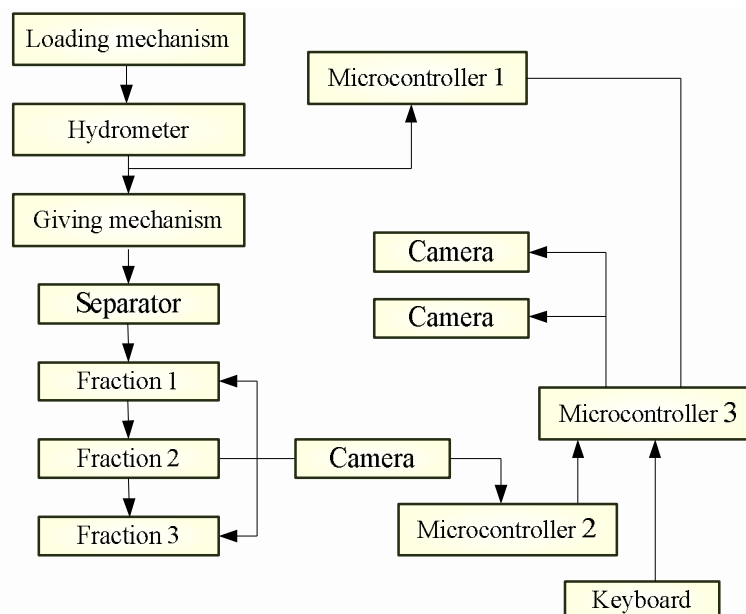 Loading mechanism
Hydrometer
Giving mechanism
Separator
Fraction 1
Fraction 2
Fraction 3
Microcontroller 1
Camera
Camera
Camera
Microcontroller 2
Microcontroller 3
Keyboard